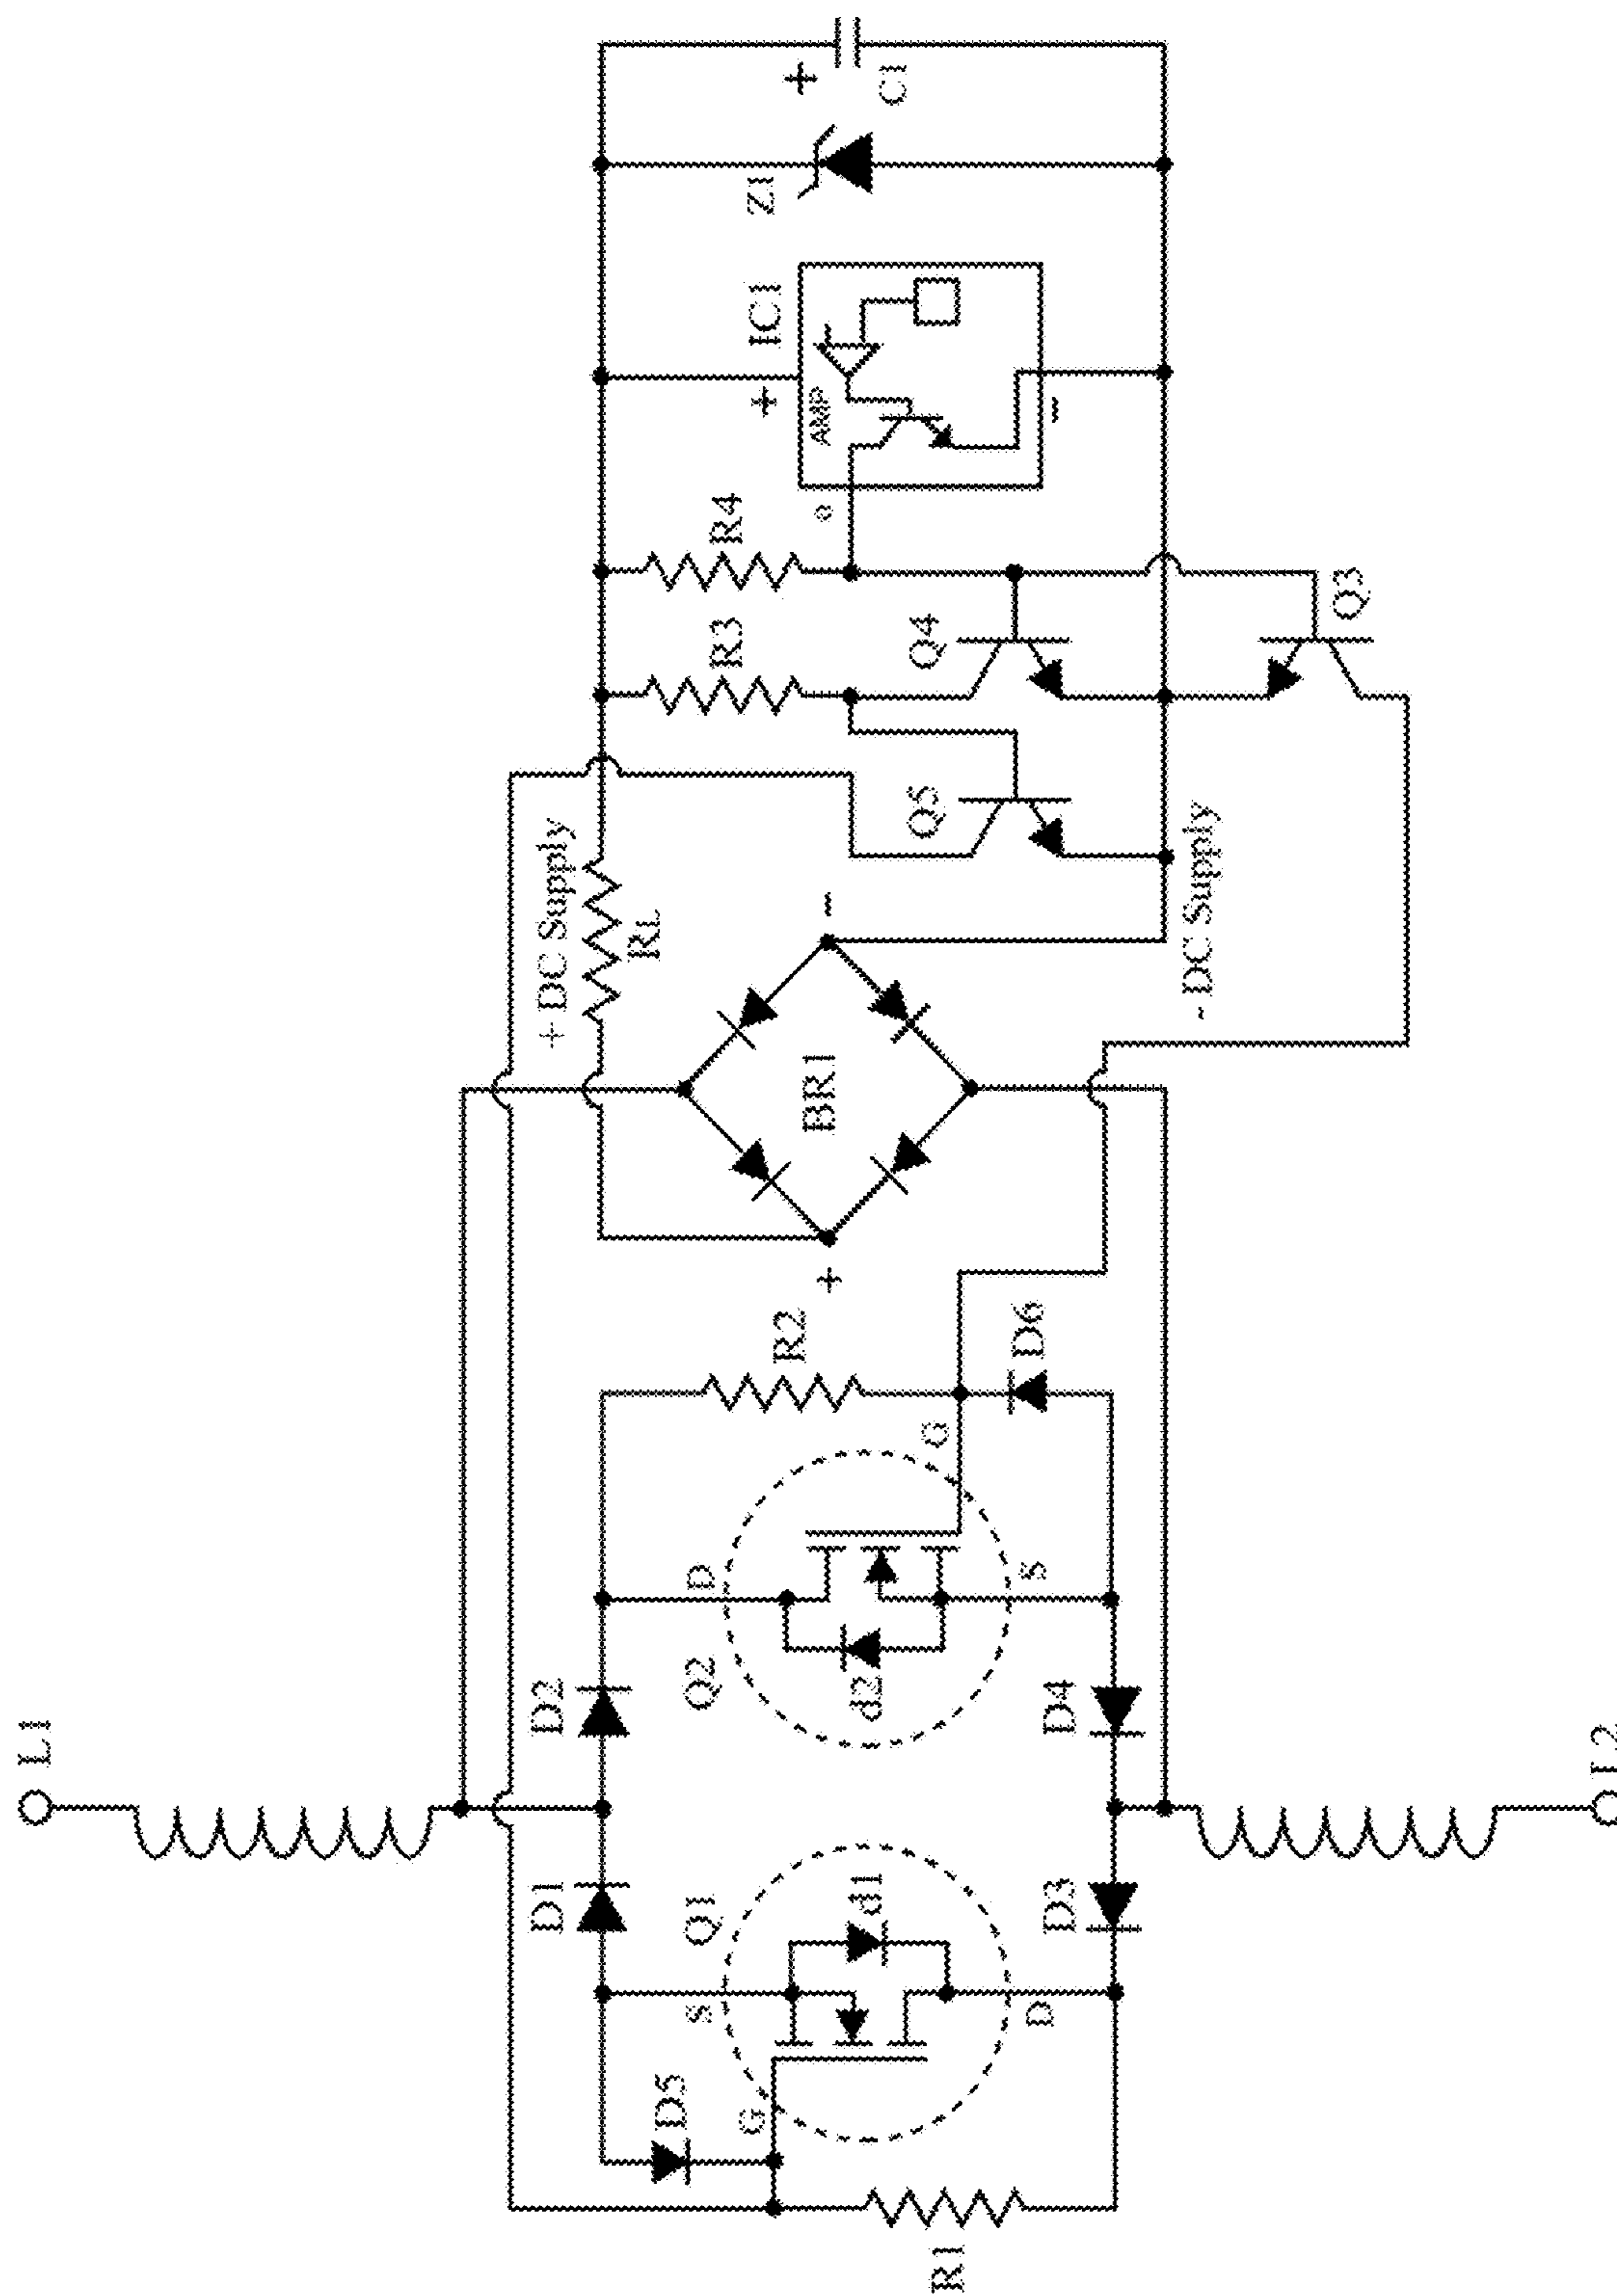 L1
D1
D2
Q1
Q2
S
D
d1
d2
D
S
G
G
D5
D6
D3
D4
R1
R2
L2
+ DC Supply
RL
+
BR1
-
- DC Supply
R3
R4
Q5
Q4
Q3
IC1
+
AMP
-
-
o
Z1
+
C1